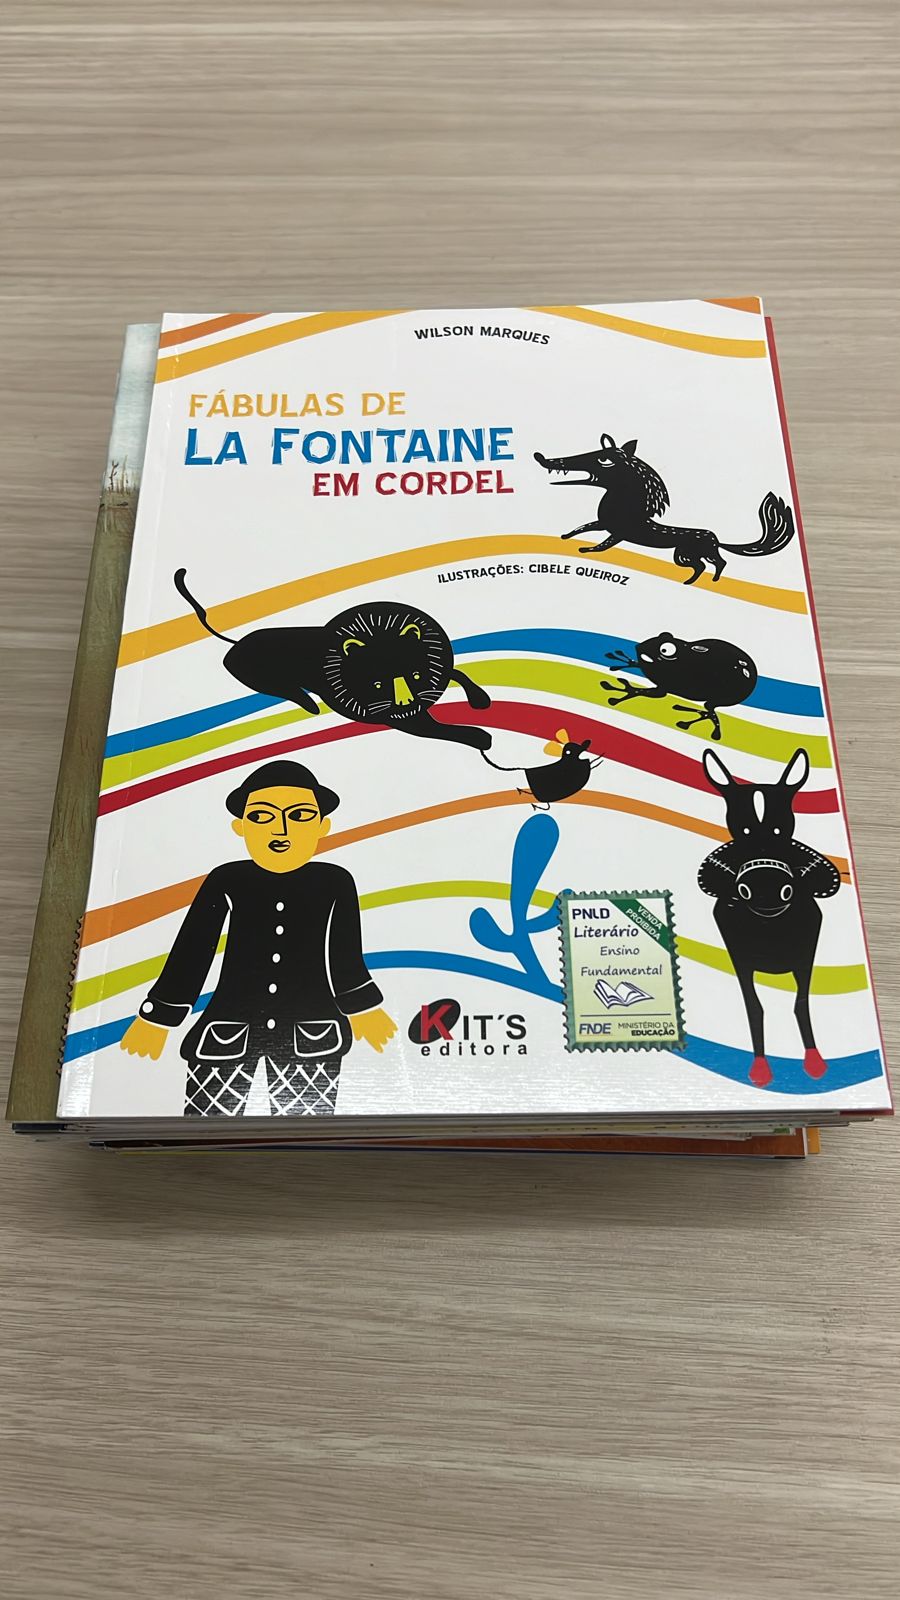 WILSON MARQUES
FÁBULAS DE
LA FONTAINE
EM CORDEL
ILUSTRAÇÕES: CIBELE QUEIROZ
PNLD
Literário
VENDA
PROIBIDA
Ensino
Fundamental
FNDE
MINISTÉRIO DA
EDUCAÇÃO
KIT´S
editora